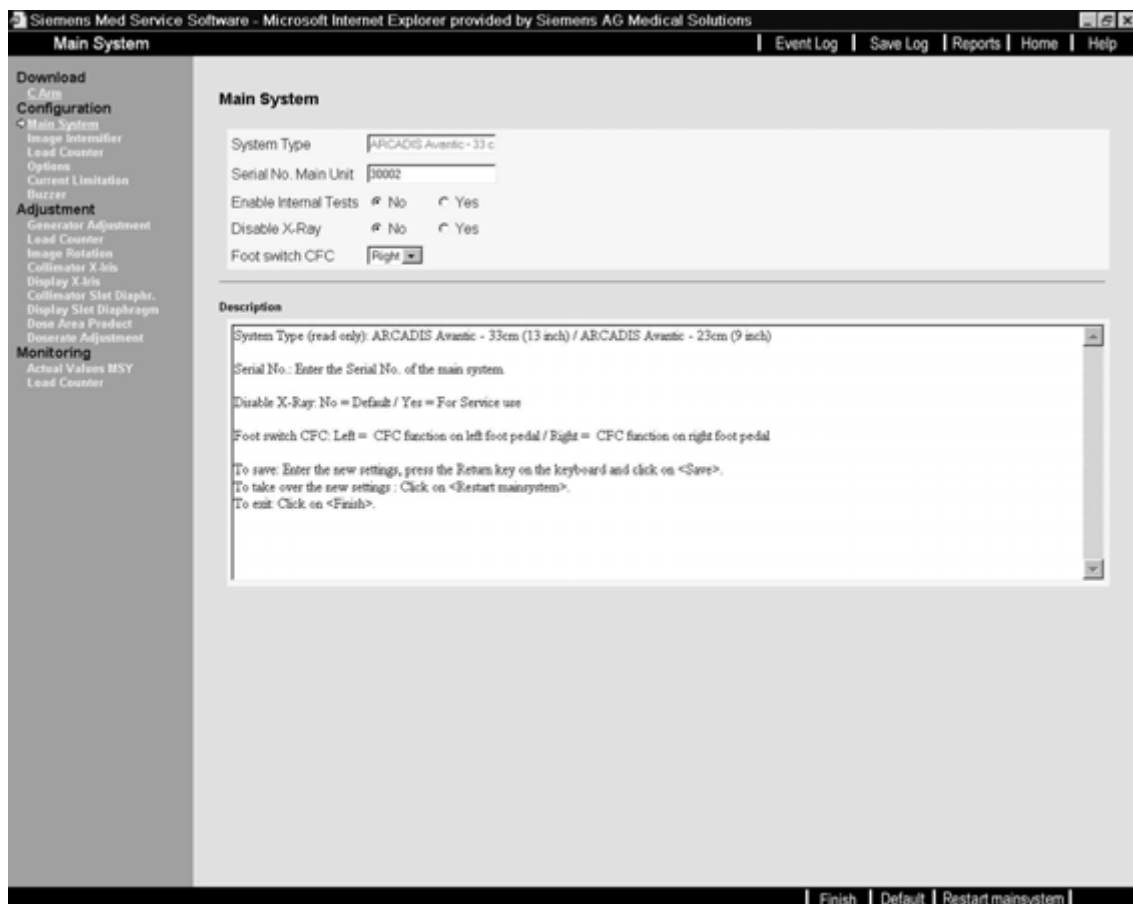 Siemens Med Service Software - Microsoft Internet Explorer provided by Siemens AG Medical Solutions
Main System
Event Log | Save Log | Reports | Home | Help
Download
C Arm
Configuration
Main System
Image Intensifier
Load Counter
Options
Current Limitation
Buzzer
Adjustment
Generator Adjustment
Load Counter
Image Rotation
Collimator X-Iris
Display X-Iris
Collimator Slot Diaphr.
Display Slot Diaphragm
Dose Area Product
Doserate Adjustment
Monitoring
Actual Values MSY
Load Counter
Main System
System Type ARCADIS Avantic - 33 c
Serial No. Main Unit 30002
Enable Internal Tests No Yes
Disable X-Ray No Yes
Foot switch CFC Right
Description
System Type (read only): ARCADIS Avantic - 33cm (13 inch) / ARCADIS Avantic - 23cm (9 inch)
Serial No.: Enter the Serial No. of the main system.
Disable X-Ray: No = Default / Yes = For Service use
Foot switch CFC: Left = CFC function on left foot pedal / Right = CFC function on right foot pedal
To save: Enter the new settings, press the Return key on the keyboard and click on <Save>.
To take over the new settings : Click on <Restart mainsystem>.
To exit: Click on <Finish>.
Finish | Default | Restart mainsystem |